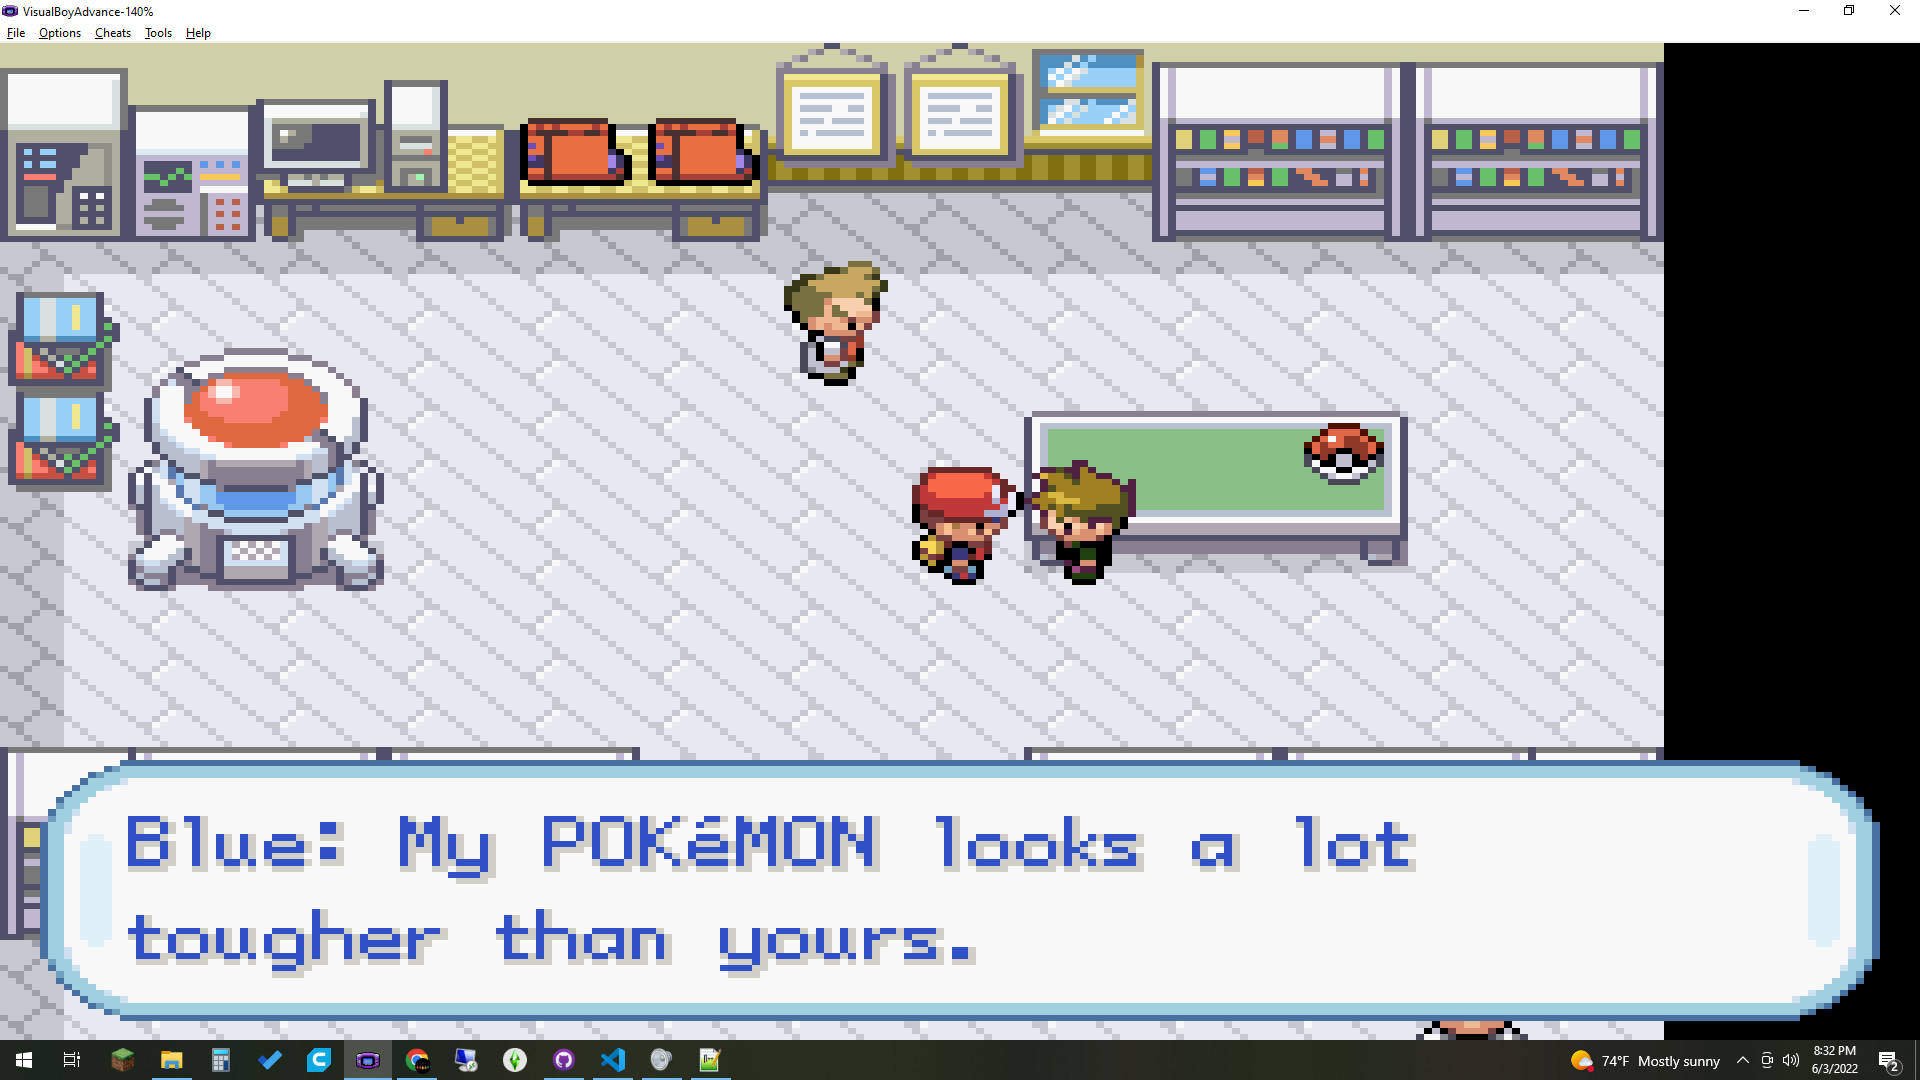 VisualBoyAdvance-140%
File Options Cheats Tools Help
Blue: My POKéMON looks a lot
tougher than yours.
74°F Mostly sunny
8:32 PM
6/3/2022
2